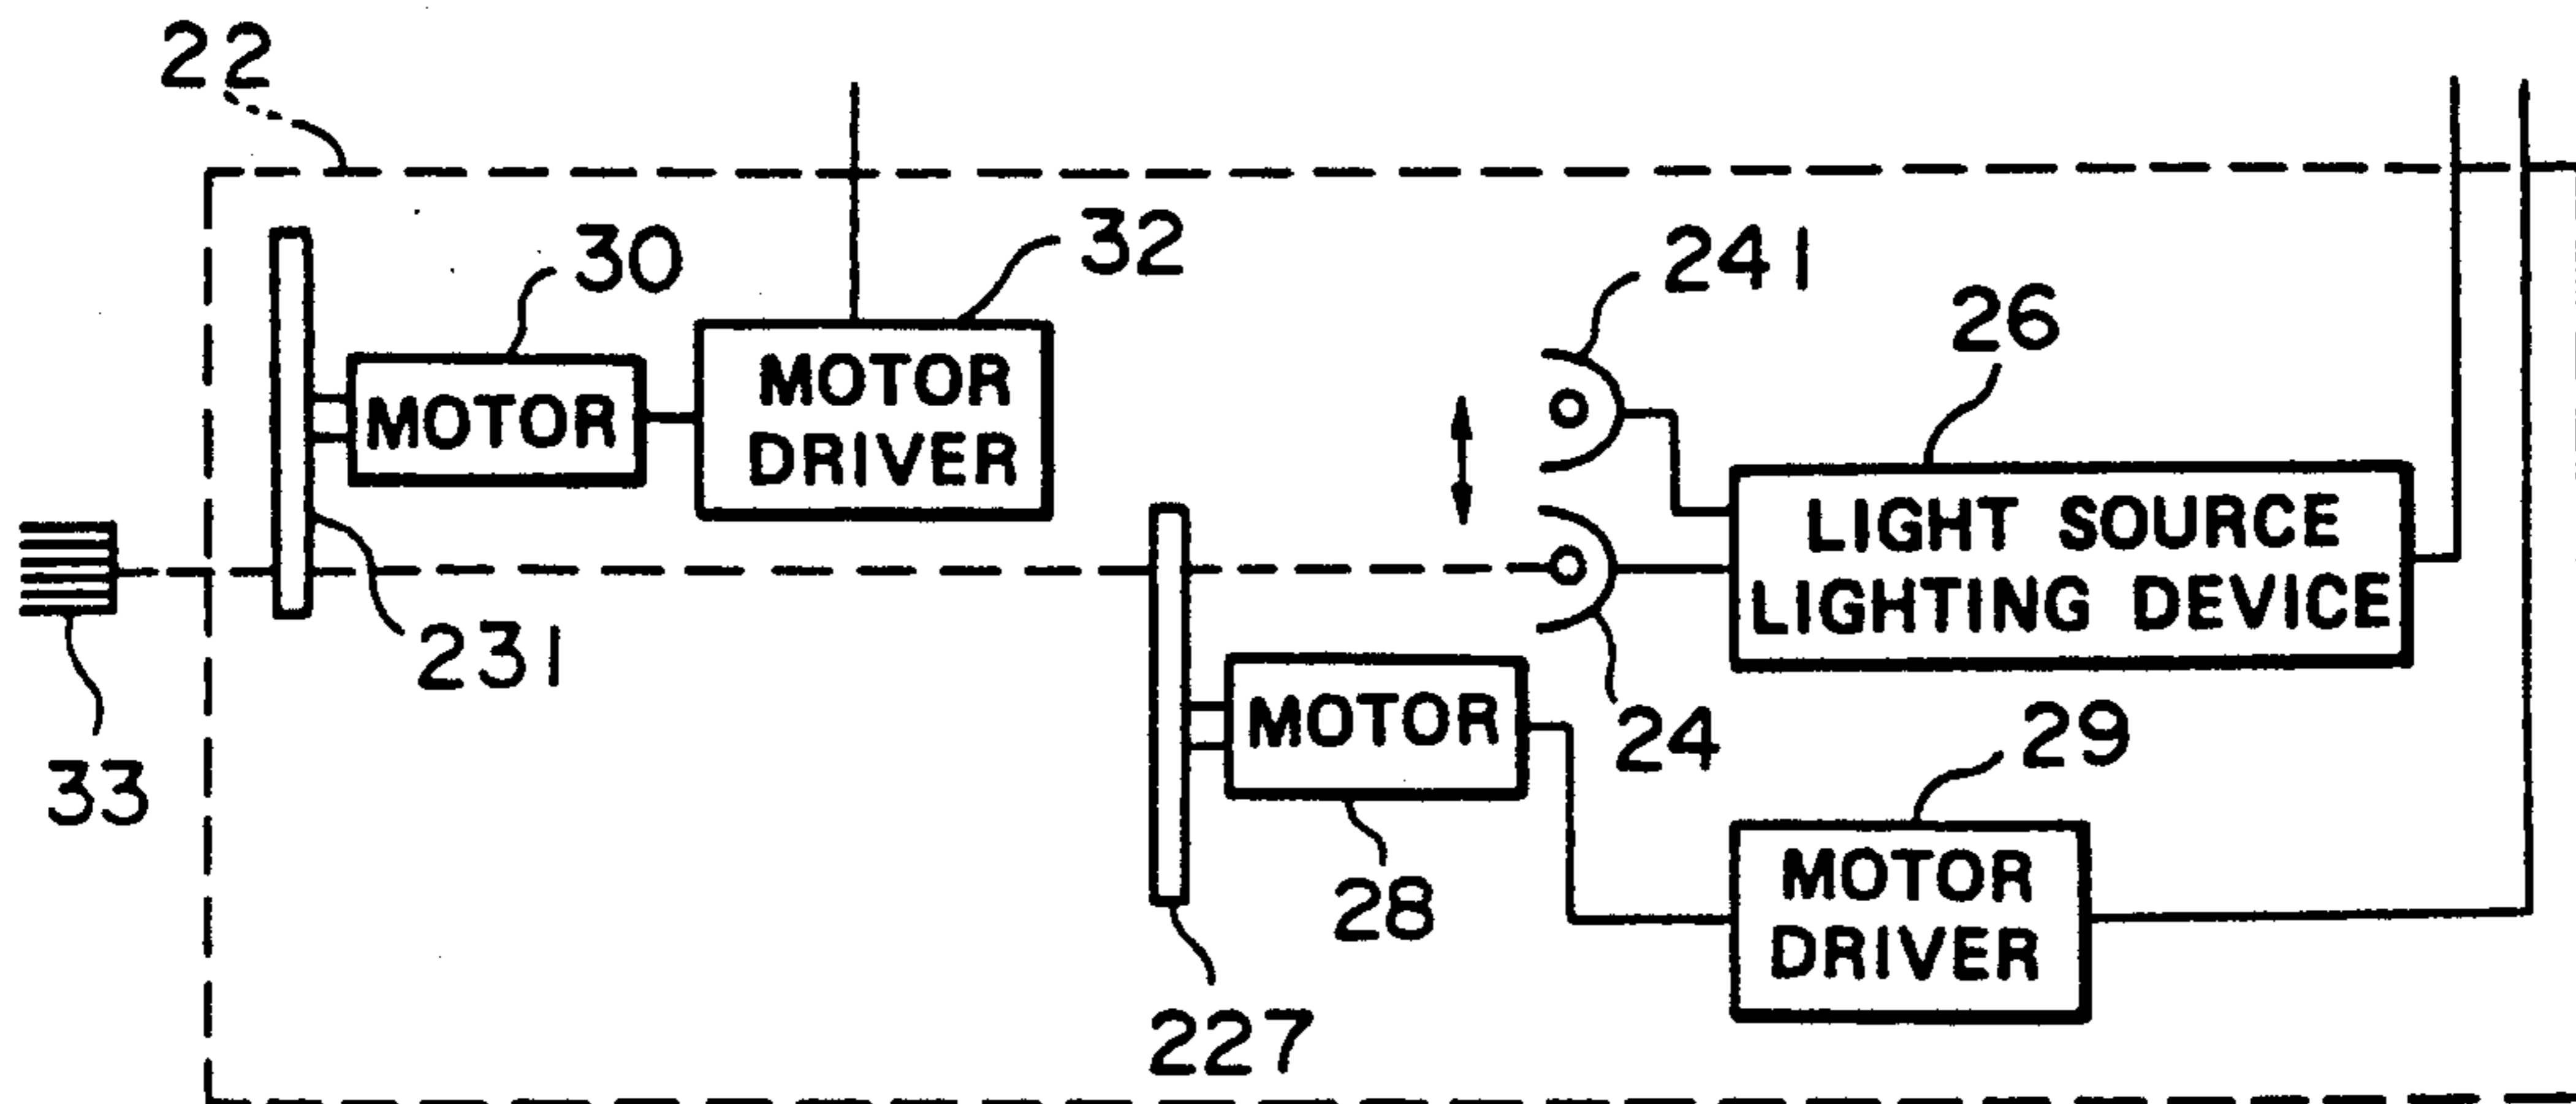 22
30
32
241
26
MOTOR
MOTOR
DRIVER
LIGHT SOURCE
LIGHTING DEVICE
231
33
MOTOR
24
29
28
MOTOR
DRIVER
227